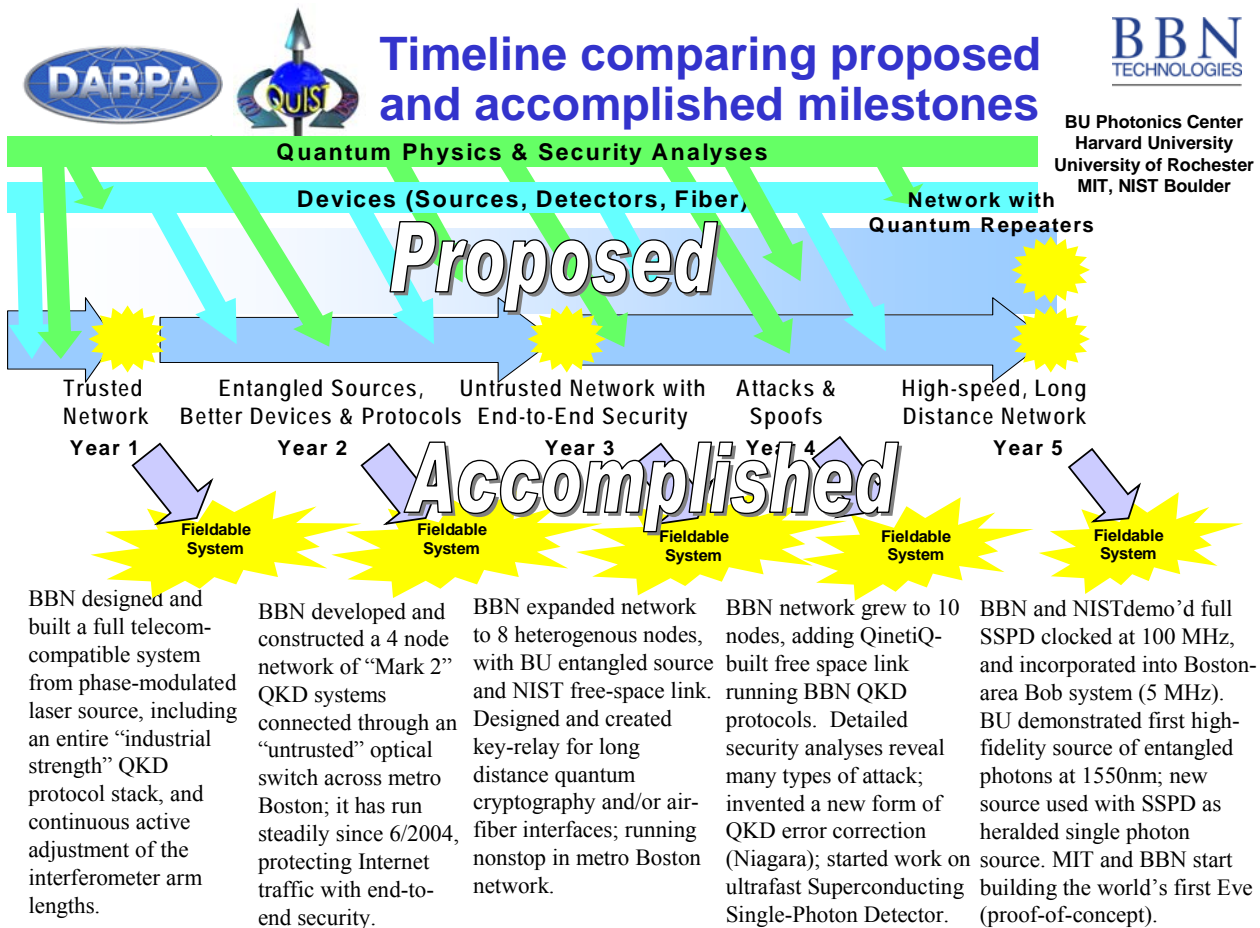 DARPA
QUIST
Timeline comparing proposed
and accomplished milestones
BBN
TECHNOLOGIES
BU Photonics Center
Harvard University
University of Rochester
MIT, NIST Boulder
Quantum Physics & Security Analyses
Devices (Sources, Detectors, Fiber)
Network with
Quantum Repeaters
Proposed
Trusted
Network
Year 1
Entangled Sources,
Better Devices & Protocols
Year 2
Untrusted Network with
End-to-End Security
Year 3
Attacks &
Spoofs
Year 4
High-speed, Long
Distance Network
Year 5
Accomplished
Fieldable
System
Fieldable
System
Fieldable
System
Fieldable
System
Fieldable
System
BBN designed and
built a full telecom-
compatible system
from phase-modulated
laser source, including
an entire “industrial
strength” QKD
protocol stack, and
continuous active
adjustment of the
interferometer arm
lengths.
BBN developed and
constructed a 4 node
network of “Mark 2”
QKD systems
connected through an
“untrusted” optical
switch across metro
Boston; it has run
steadily since 6/2004,
protecting Internet
traffic with end-to-
end security.
BBN expanded network
to 8 heterogenous nodes,
with BU entangled source
and NIST free-space link.
Designed and created
key-relay for long
distance quantum
cryptography and/or air-
fiber interfaces; running
nonstop in metro Boston
network.
BBN network grew to 10
nodes, adding QinetiQ-
built free space link
running BBN QKD
protocols. Detailed
security analyses reveal
many types of attack;
invented a new form of
QKD error correction
(Niagara); started work on
ultrafast Superconducting
Single-Photon Detector.
BBN and NISTdemo’d full
SSPD clocked at 100 MHz,
and incorporated into Boston-
area Bob system (5 MHz).
BU demonstrated first high-
fidelity source of entangled
photons at 1550nm; new
source used with SSPD as
heralded single photon
source. MIT and BBN start
building the world’s first Eve
(proof-of-concept).